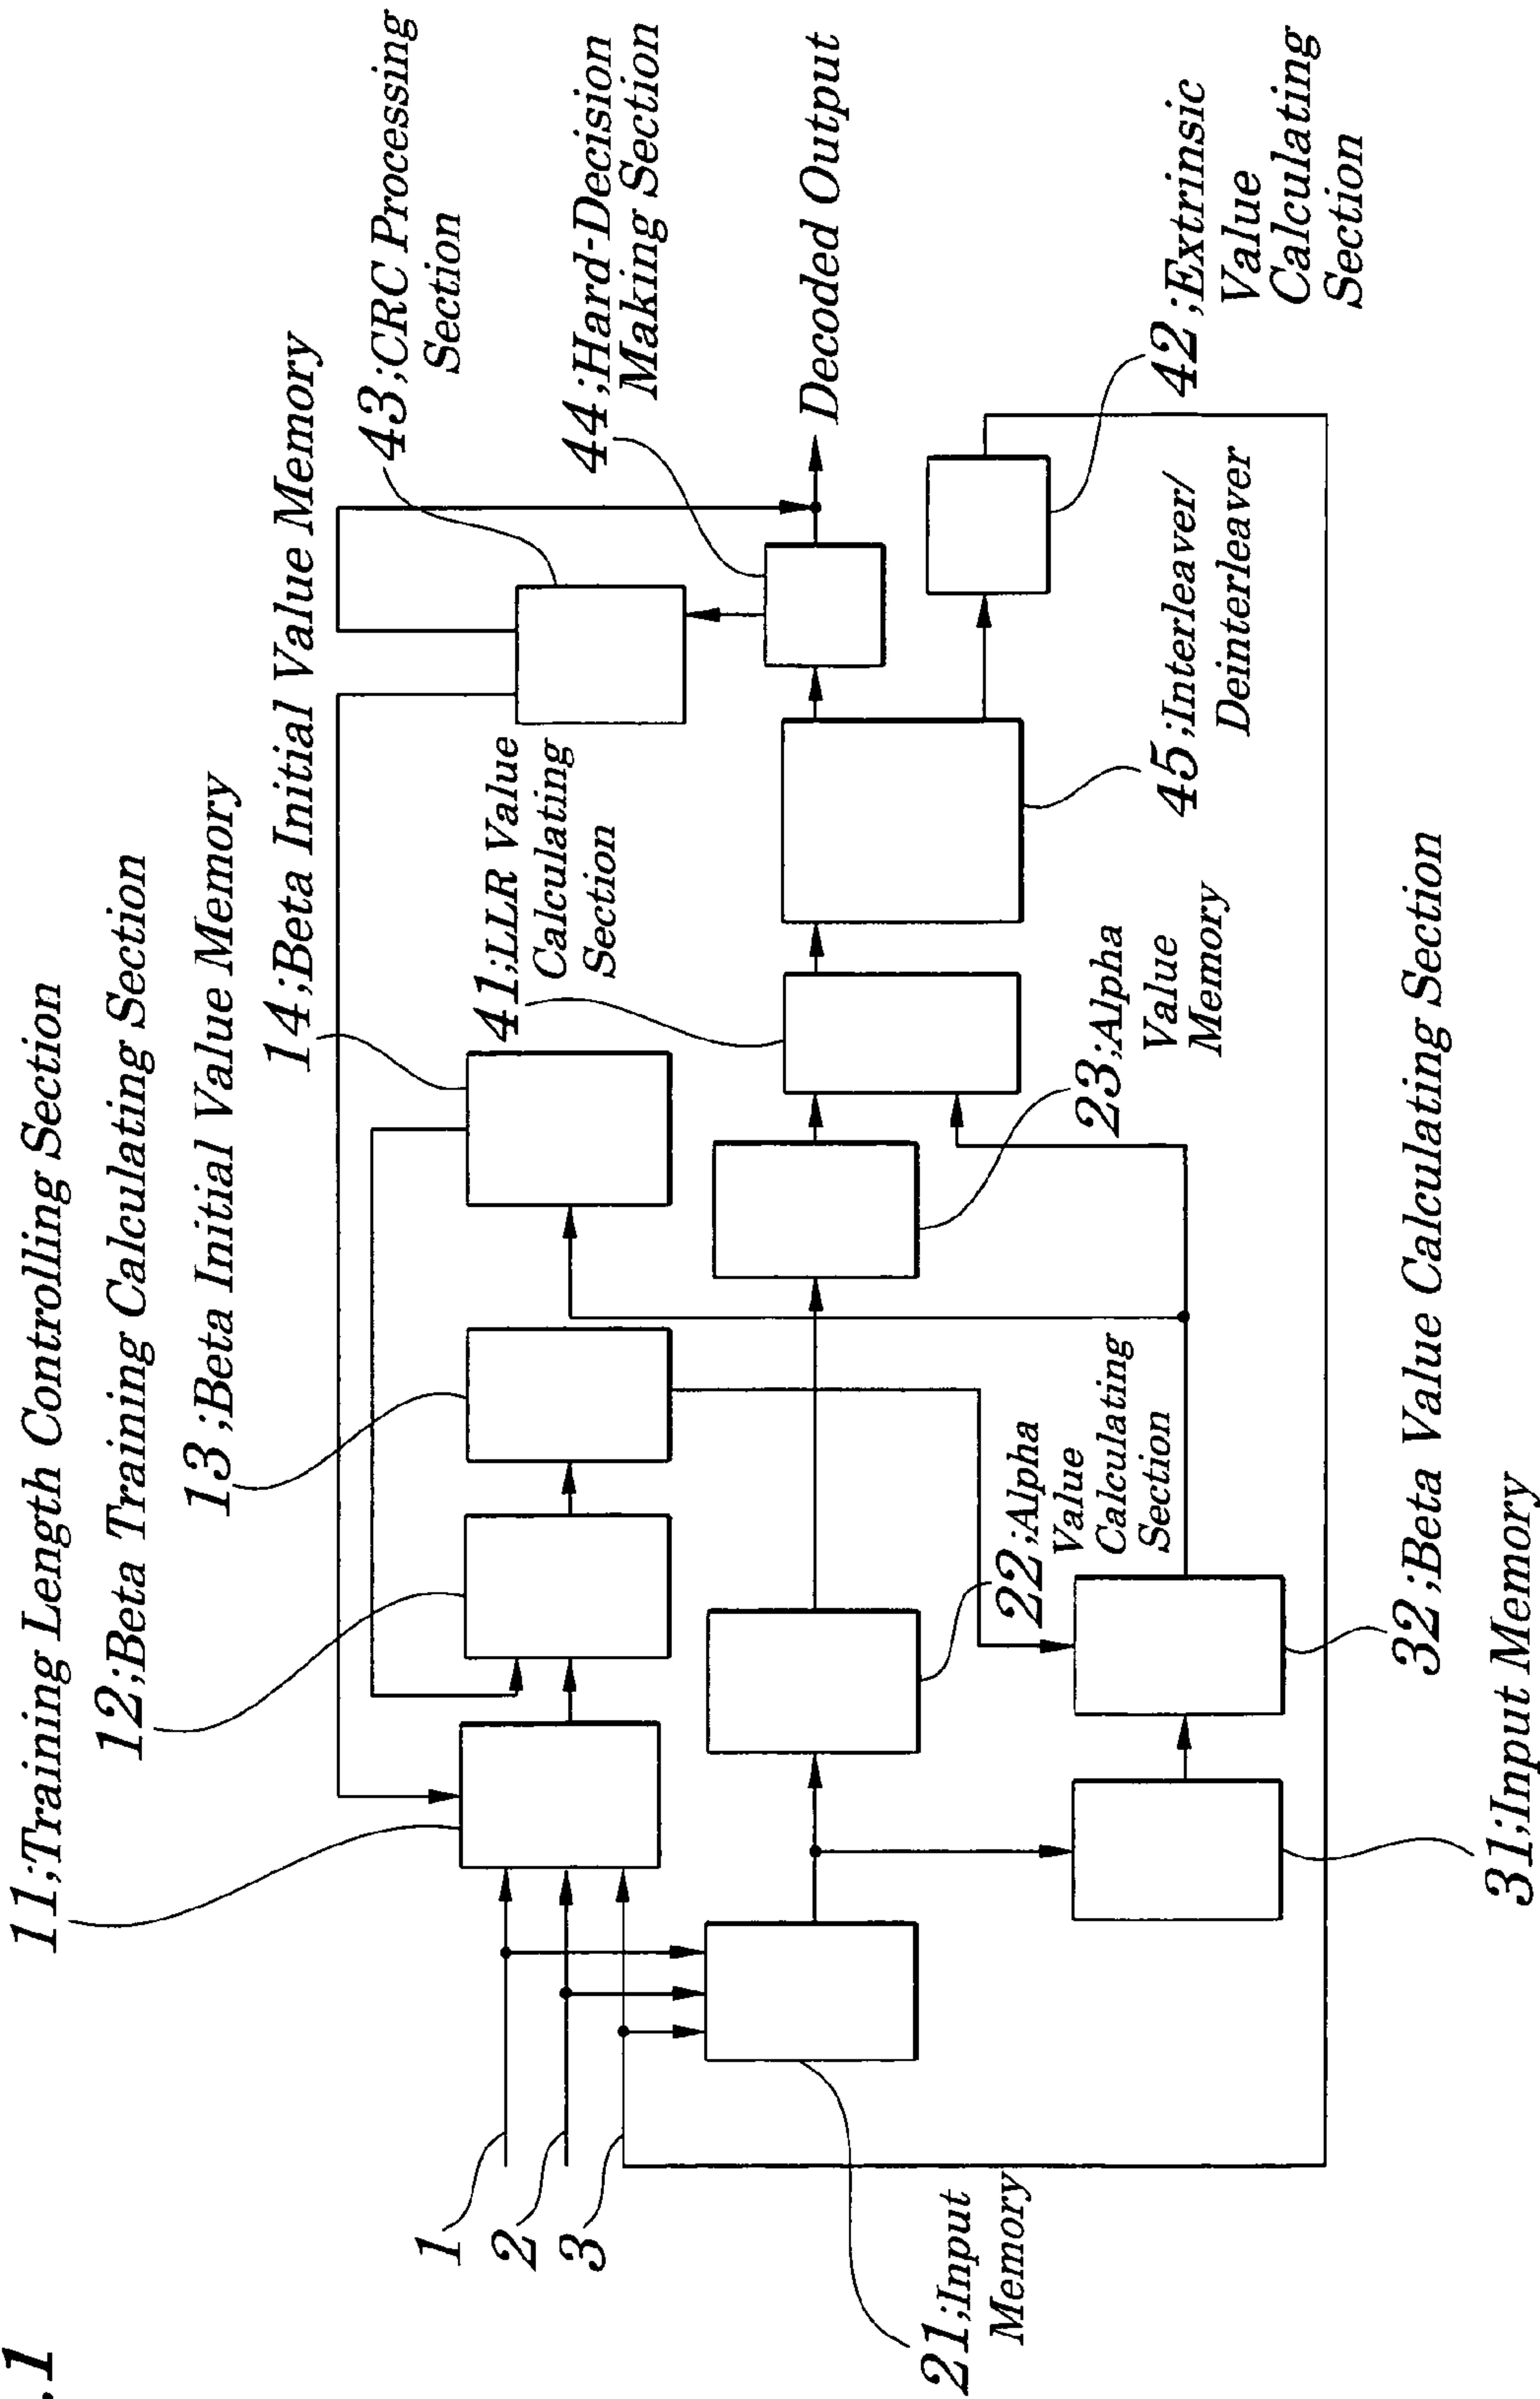 .1
11;Training Length Controlling Section
12;Beta Training Calculating Section
13;Beta Initial Value Memory
14;Beta Initial Value Memory
43;CRC Processing
Section
41;LLR Value
Calculating
Section
44;Hard-Decision
Making Section
Decoded Output
1
2
3
21;Input
Memory
22;Alpha
Value
Calculating
Section
23;Alpha
Value
Memory
45;Interleaver/
Deinterleaver
42;Extrinsic
Value
Calculating
Section
32;Beta Value Calculating Section
31;Input Memory